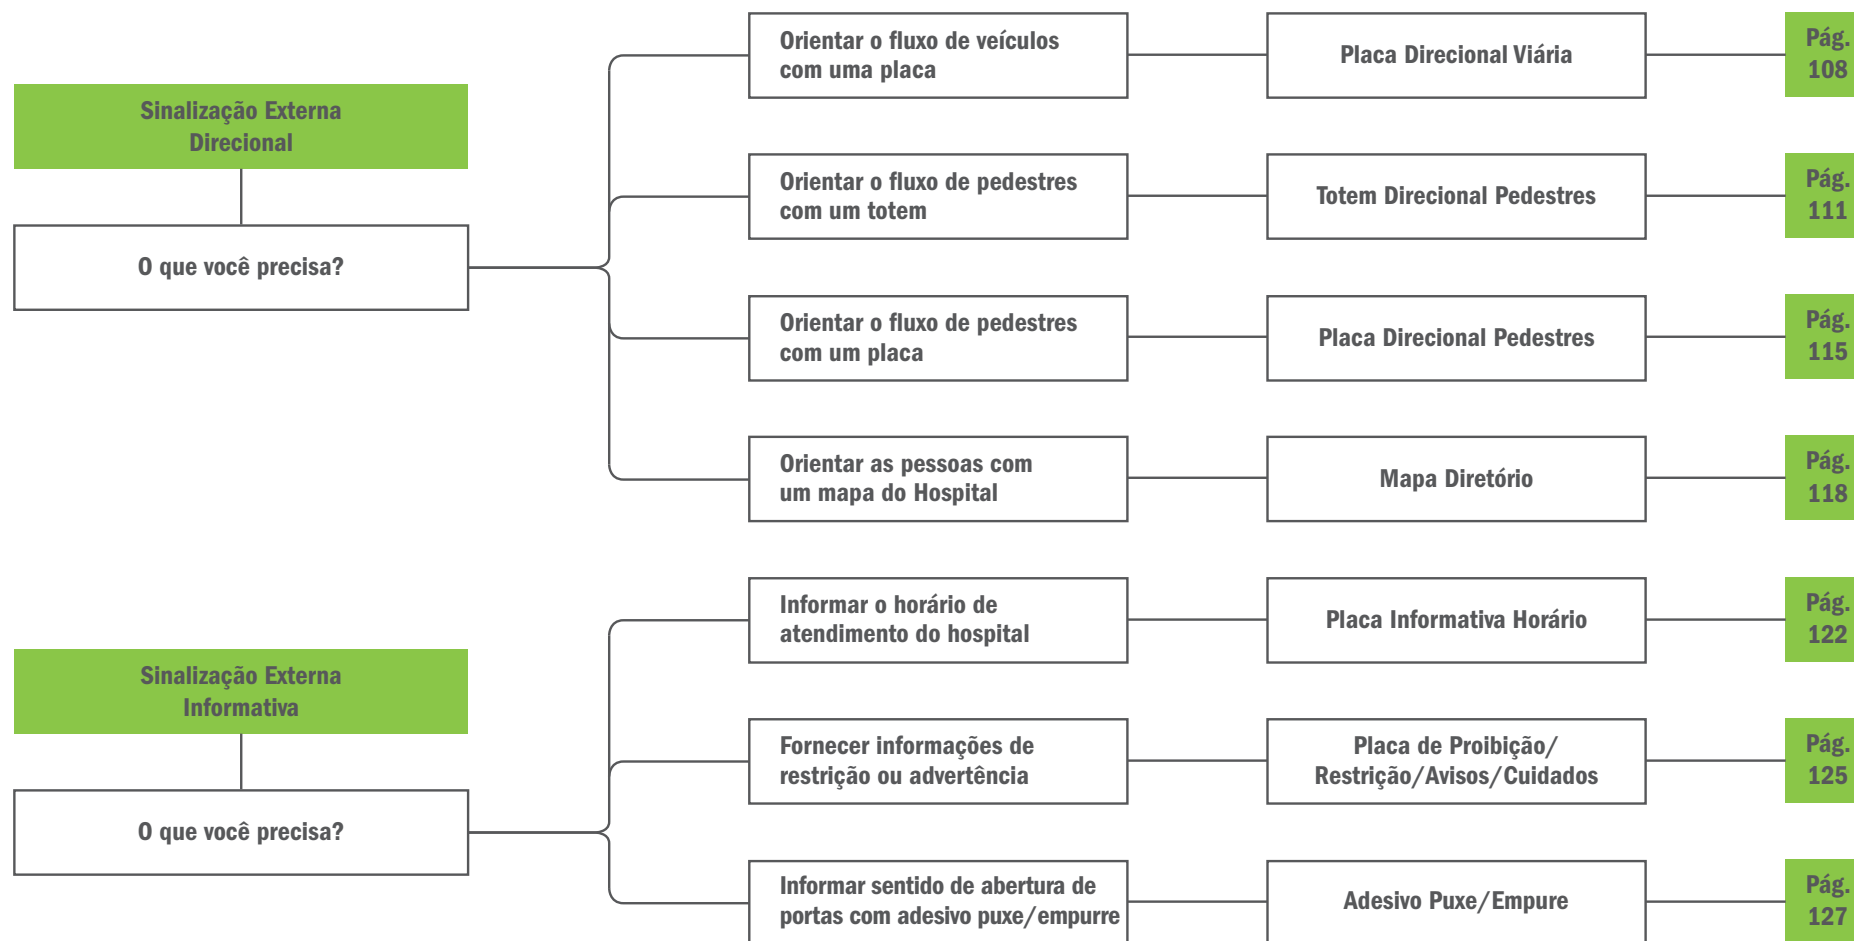 Sinalização Externa
Direcional
O que você precisa?
Orientar o fluxo de veículos
com uma placa
Placa Direcional Viária
Pág.
108
Orientar o fluxo de pedestres
com um totem
Totem Direcional Pedestres
Pág.
111
Orientar o fluxo de pedestres
com um placa
Placa Direcional Pedestres
Pág.
115
Orientar as pessoas com
um mapa do Hospital
Mapa Diretório
Pág.
118
Sinalização Externa
Informativa
O que você precisa?
Informar o horário de
atendimento do hospital
Placa Informativa Horário
Pág.
122
Fornecer informações de
restrição ou advertência
Placa de Proibição/
Restrição/Avisos/Cuidados
Pág.
125
Informar sentido de abertura de
portas com adesivo puxe/empurre
Adesivo Puxe/Empure
Pág.
127